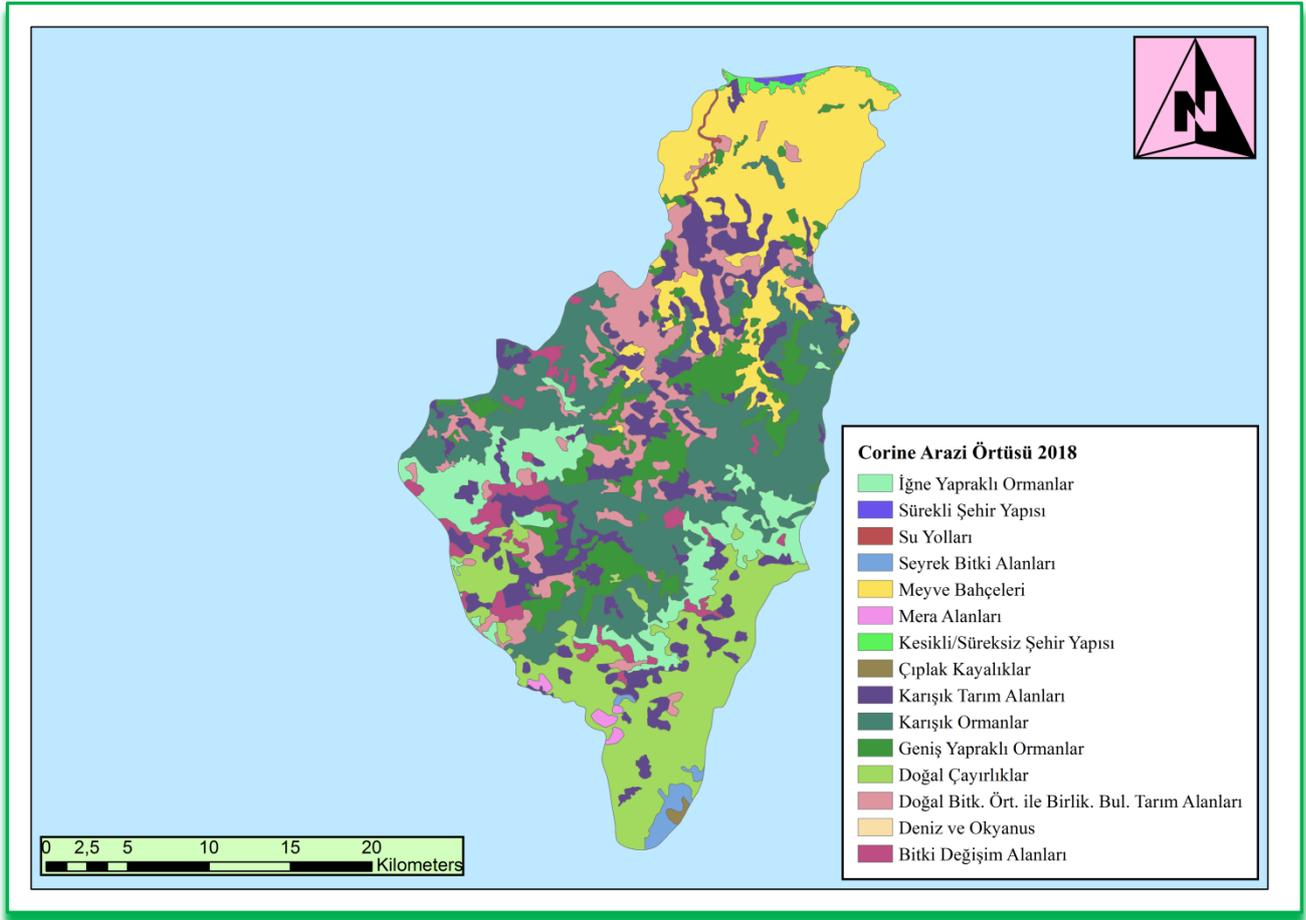 N
Corine Arazi Örtüsü 2018
İğne Yapraklı Ormanlar
Sürekli Şehir Yapısı
Su Yolları
Seyrek Bitki Alanları
Meyve Bahçeleri
Mera Alanları
Kesikli/Süreksiz Şehir Yapısı
Çıplak Kayalıklar
Karışık Tarım Alanları
Karışık Ormanlar
Geniş Yapraklı Ormanlar
Doğal Çayırlıklar
Doğal Bitk. Ört. ile Birlik. Bul. Tarım Alanları
Deniz ve Okyanus
Bitki Değişim Alanları
0 2,5 5 10 15 20
Kilometers